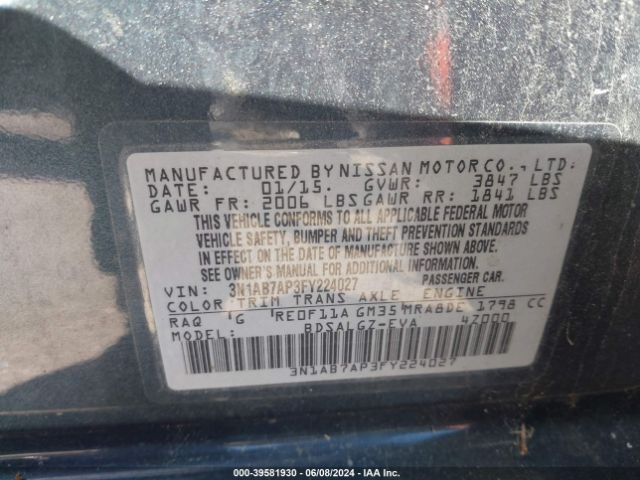 MANUFACTURED BY NISSAN MOTOR CO., LTD:
DATE: 01/15. GVWR: 3847 LBS
GAWR FR: 2006 LBS GAWR RR: 1841 LBS
THIS VEHICLE CONFORMS TO ALL APPLICABLE FEDERAL MOTOR
VEHICLE SAFETY, BUMPER AND THEFT PREVENTION STANDARDS
IN EFFECT ON THE DATE OF MANUFACTURE SHOWN ABOVE.
SEE OWNER'S MANUAL FOR ADDITIONAL INFORMATION.
VIN: 3N1AB7AP3FY224027 PASSENGER CAR.
COLOR TRIM TRANS AXLE ENGINE
RAQ G RE0F11A GM35 MRA8DE 1798 CC
MODEL: BDSALGZ-EVA 4Z000
3N1AB7AP3FY224027
000-39581930 - 06/08/2024 - IAA Inc.